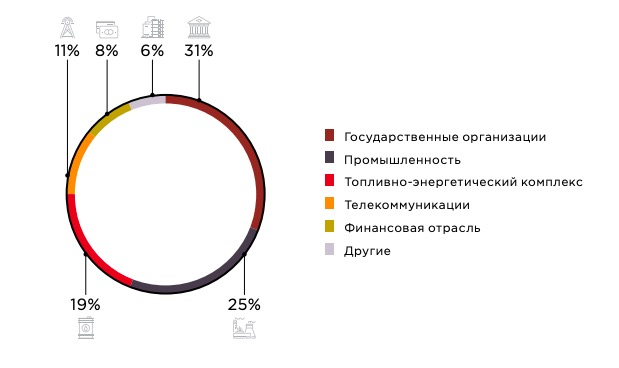 11%
8%
6%
31%
Государственные организации
Промышленность
Топливно-энергетический комплекс
Телекоммуникации
Финансовая отрасль
Другие
19%
25%